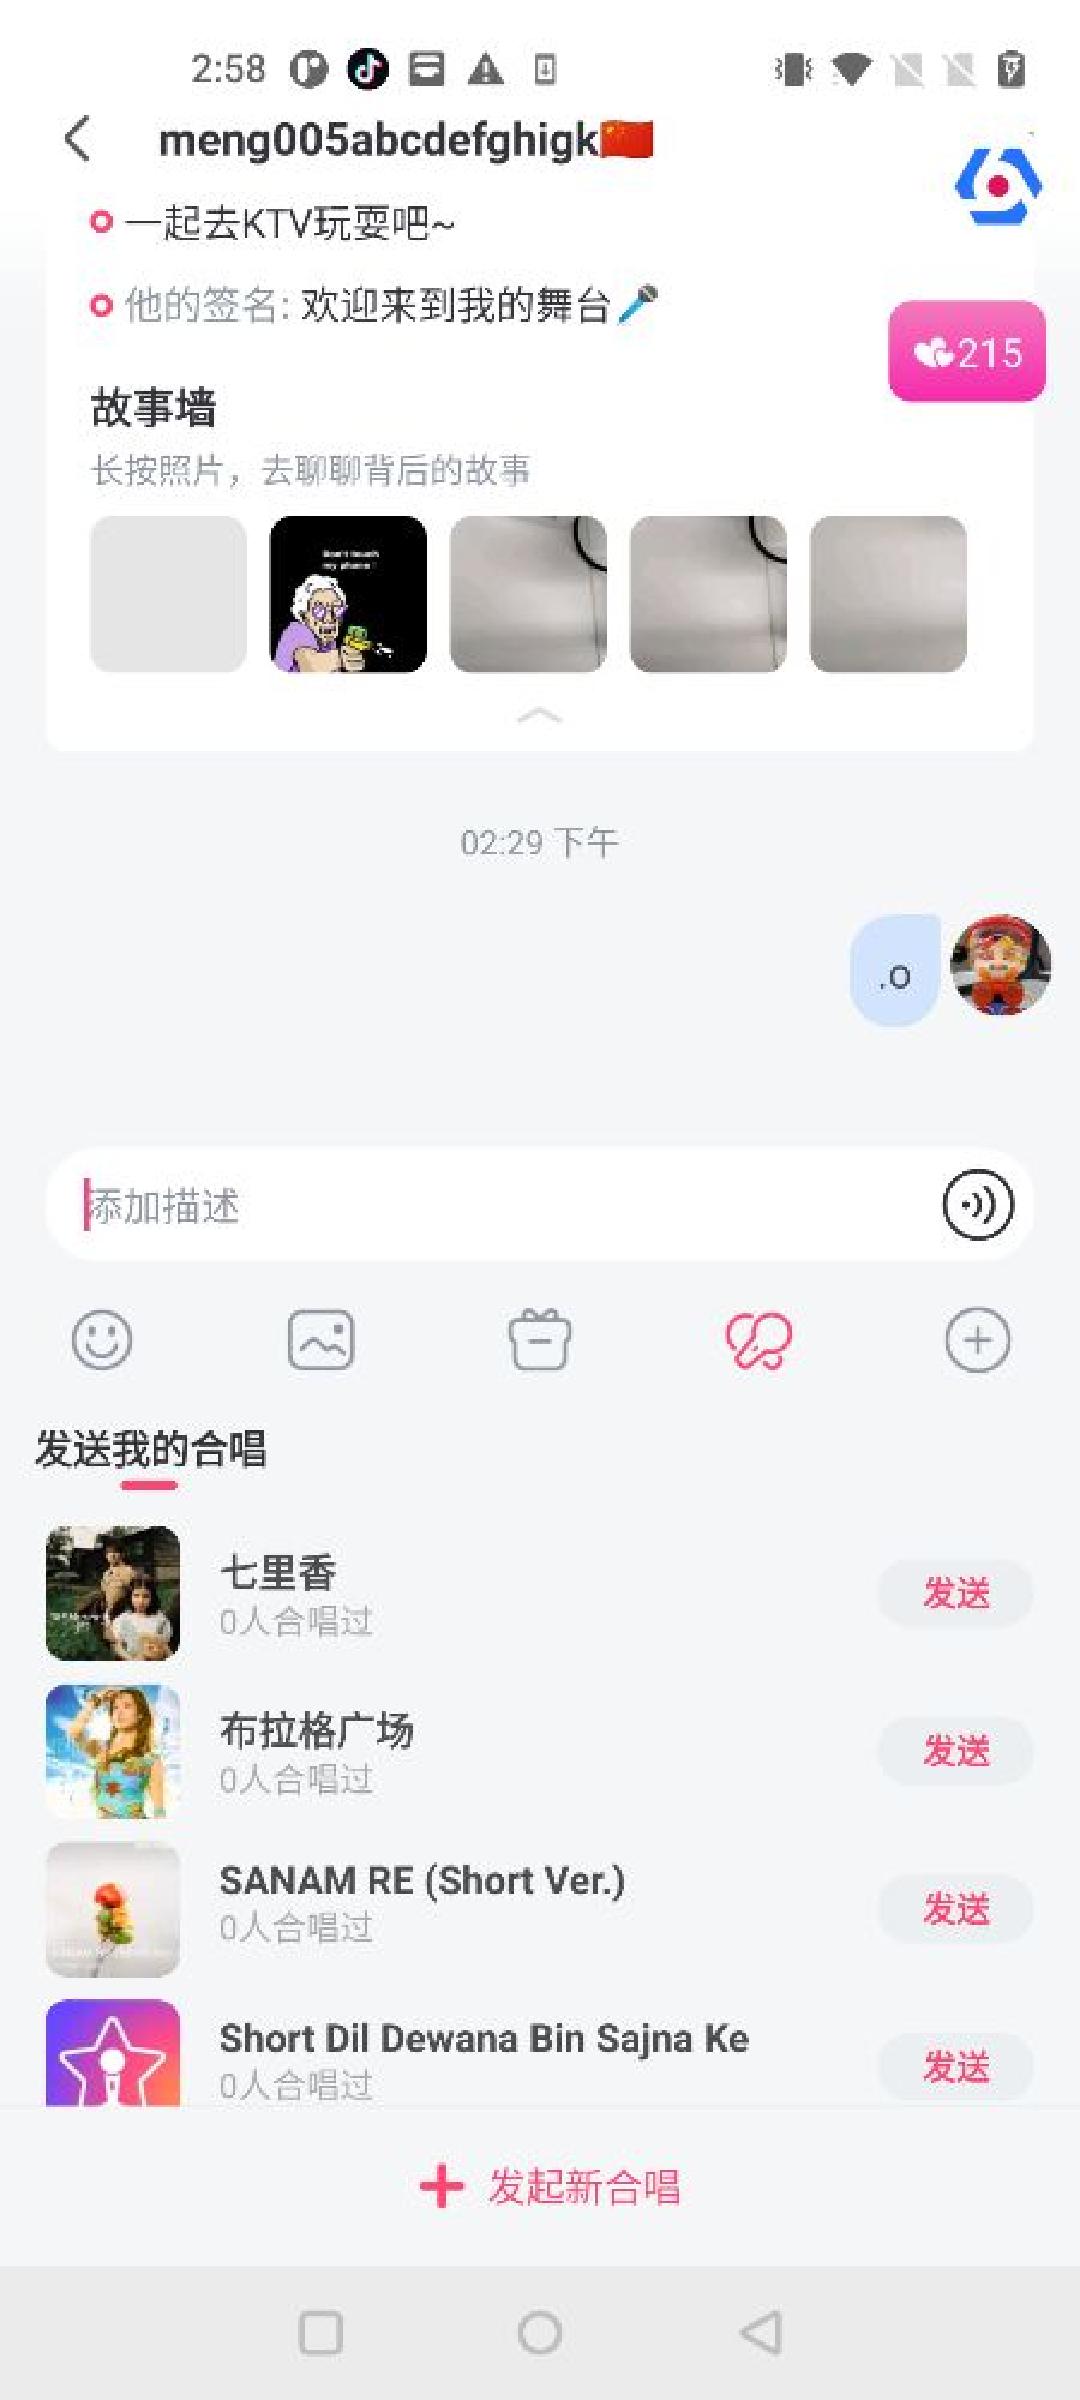 2:58
meng005abcdefghigk🇨🇳
一起去KTV玩耍吧~
他的签名: 欢迎来到我的舞台🎤
215
故事墙
长按照片，去聊聊背后的故事
Don't touch
my phone!
02:29 下午
.o
添加描述
发送我的合唱
七里香
0人合唱过
发送
布拉格广场
0人合唱过
发送
SANAM RE (Short Ver.)
0人合唱过
发送
Short Dil Dewana Bin Sajna Ke
0人合唱过
发送
发起新合唱